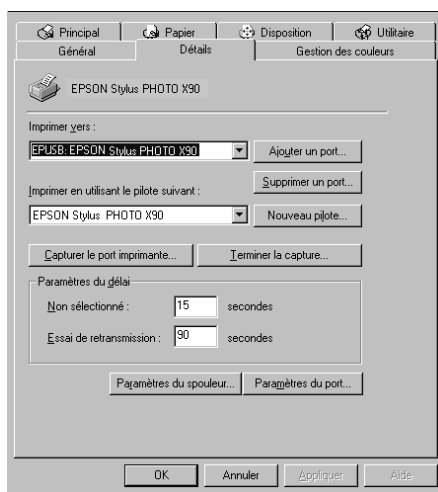 Principal Papier Disposition Utilitaire
Général Détails Gestion des couleurs
EPSON Stylus PHOTO X90
Imprimer vers :
EPUSB: EPSON Stylus PHOTO X90 Ajouter un port...
Supprimer un port...
Imprimer en utilisant le pilote suivant :
EPSON Stylus PHOTO X90 Nouveau pilote...
Capturer le port imprimante... Terminer la capture...
Paramètres du délai
Non sélectionné : 15 secondes
Essai de retransmission : 90 secondes
Paramètres du spouleur... Paramètres du port...
OK Annuler Appliquer Aide